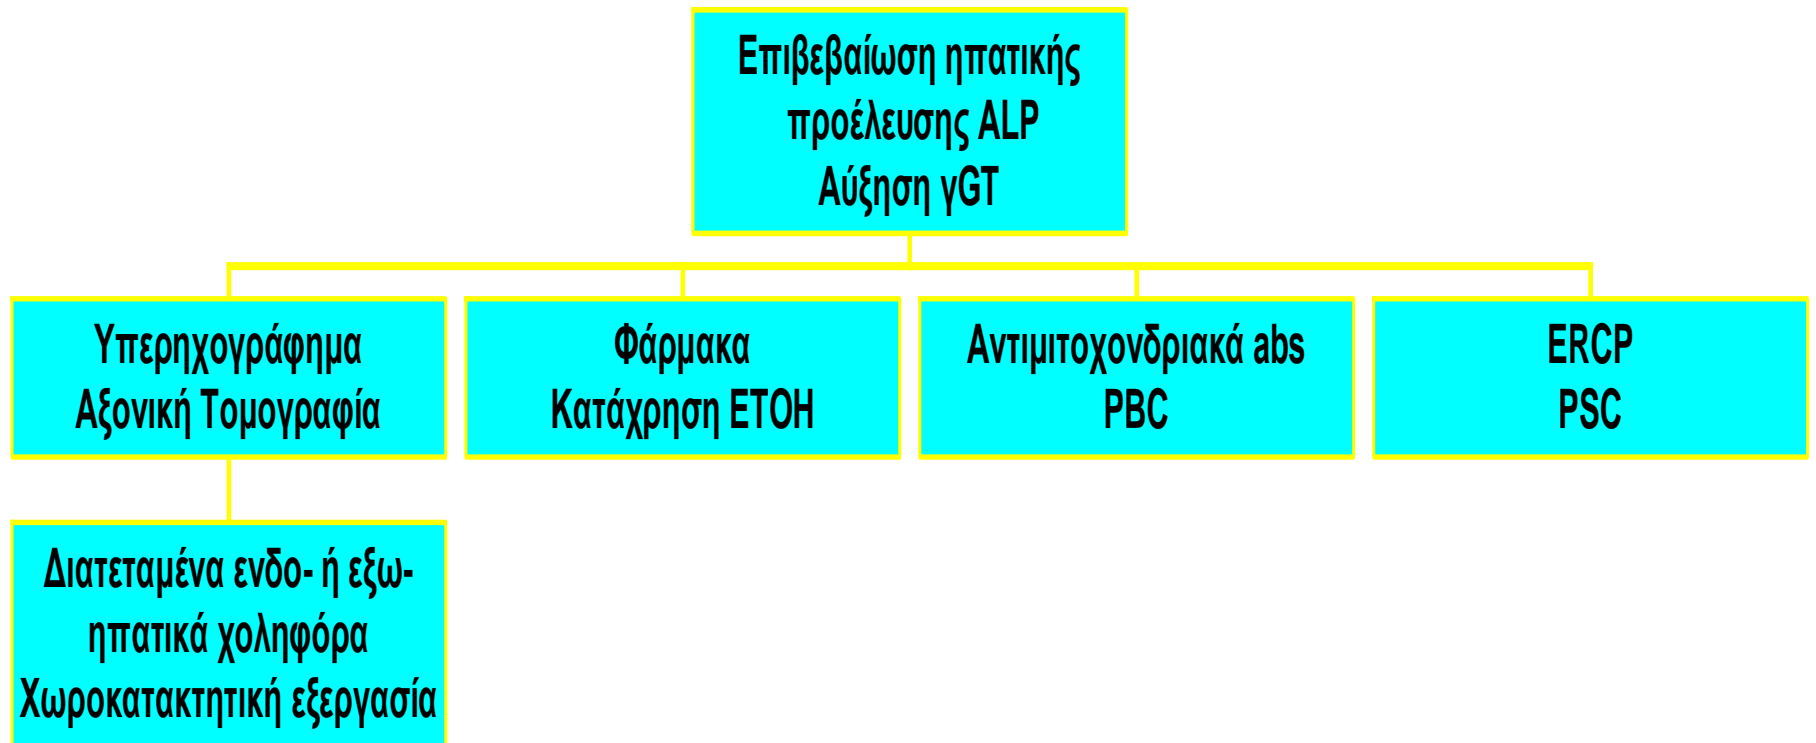 Επιβεβαίωση ηπατικής
προέλευσης ALP
Αύξηση γGT
Υπερηχογράφημα
Αξονική Τομογραφία
Φάρμακα
Κατάχρηση ETOH
Αντιμιτοχονδριακά abs
PBC
ERCP
PSC
Διατεταμένα ενδο- ή εξω-
ηπατικά χοληφόρα
Χωροκατακτητική εξεργασία